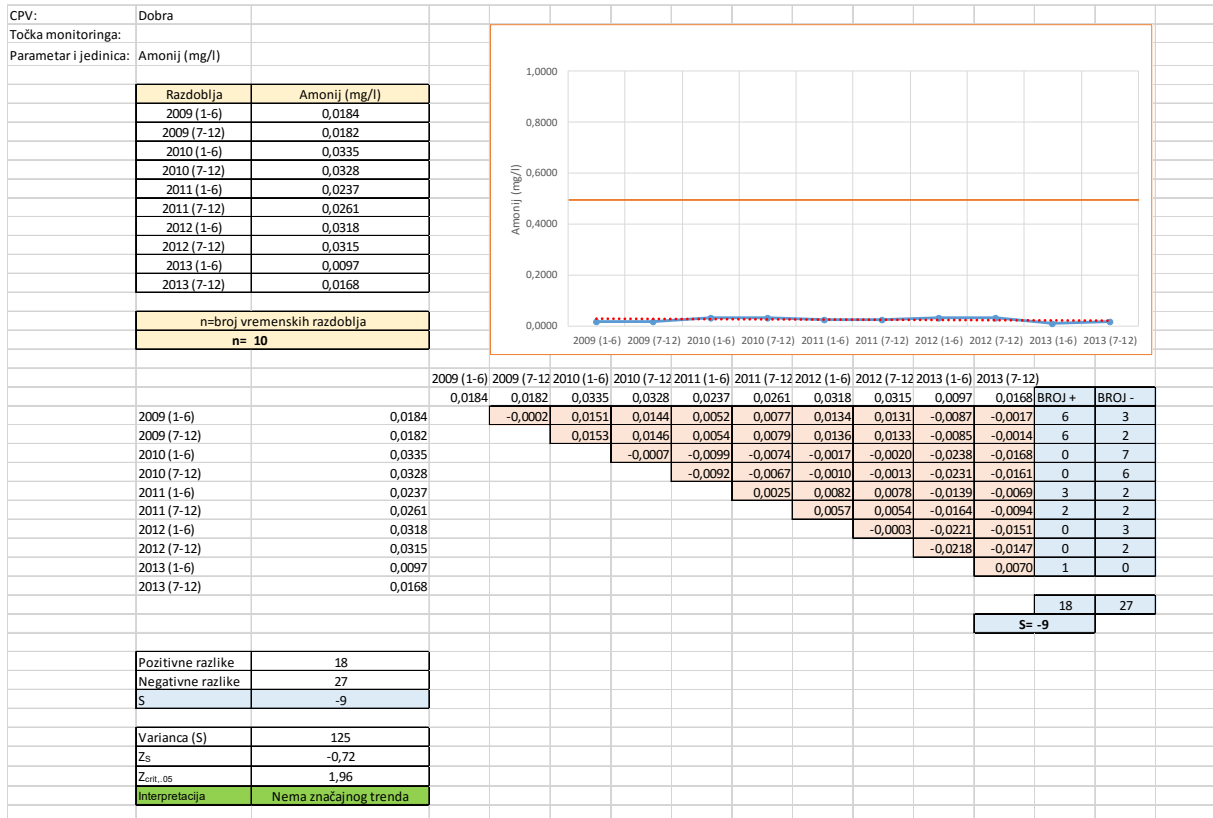 CPV: Dobra
Točka monitoringa:
Parametar i jedinica: Amonij (mg/l)
Razdoblja Amonij (mg/l)
2009 (1-6) 0,0184
2009 (7-12) 0,0182
2010 (1-6) 0,0335
2010 (7-12) 0,0328
2011 (1-6) 0,0237
2011 (7-12) 0,0261
2012 (1-6) 0,0318
2012 (7-12) 0,0315
2013 (1-6) 0,0097
2013 (7-12) 0,0168
n=broj vremenskih razdoblja
n= 10
Amonij (mg/l)
1,0000
0,8000
0,6000
0,4000
0,2000
0,0000
2009 (1-6) 2009 (7-12) 2010 (1-6) 2010 (7-12) 2011 (1-6) 2011 (7-12) 2012 (1-6) 2012 (7-12) 2013 (1-6) 2013 (7-12)
2009 (1-6) 2009 (7-12 2010 (1-6) 2010 (7-12 2011 (1-6) 2011 (7-12 2012 (1-6) 2012 (7-12 2013 (1-6) 2013 (7-12)
0,0184 0,0182 0,0335 0,0328 0,0237 0,0261 0,0318 0,0315 0,0097 0,0168 BROJ + BROJ -
2009 (1-6) 0,0184 -0,0002 0,0151 0,0144 0,0052 0,0077 0,0134 0,0131 -0,0087 -0,0017 6 3
2009 (7-12) 0,0182 0,0153 0,0146 0,0054 0,0079 0,0136 0,0133 -0,0085 -0,0014 6 2
2010 (1-6) 0,0335 -0,0007 -0,0099 -0,0074 -0,0017 -0,0020 -0,0238 -0,0168 0 7
2010 (7-12) 0,0328 -0,0092 -0,0067 -0,0010 -0,0013 -0,0231 -0,0161 0 6
2011 (1-6) 0,0237 0,0025 0,0082 0,0078 -0,0139 -0,0069 3 2
2011 (7-12) 0,0261 0,0057 0,0054 -0,0164 -0,0094 2 2
2012 (1-6) 0,0318 -0,0003 -0,0221 -0,0151 0 3
2012 (7-12) 0,0315 -0,0218 -0,0147 0 2
2013 (1-6) 0,0097 0,0070 1 0
2013 (7-12) 0,0168
18 27
S= -9
Pozitivne razlike 18
Negativne razlike 27
S -9
Varianca (S) 125
Zs -0,72
Zcrit,.05 1,96
Interpretacija Nema značajnog trenda